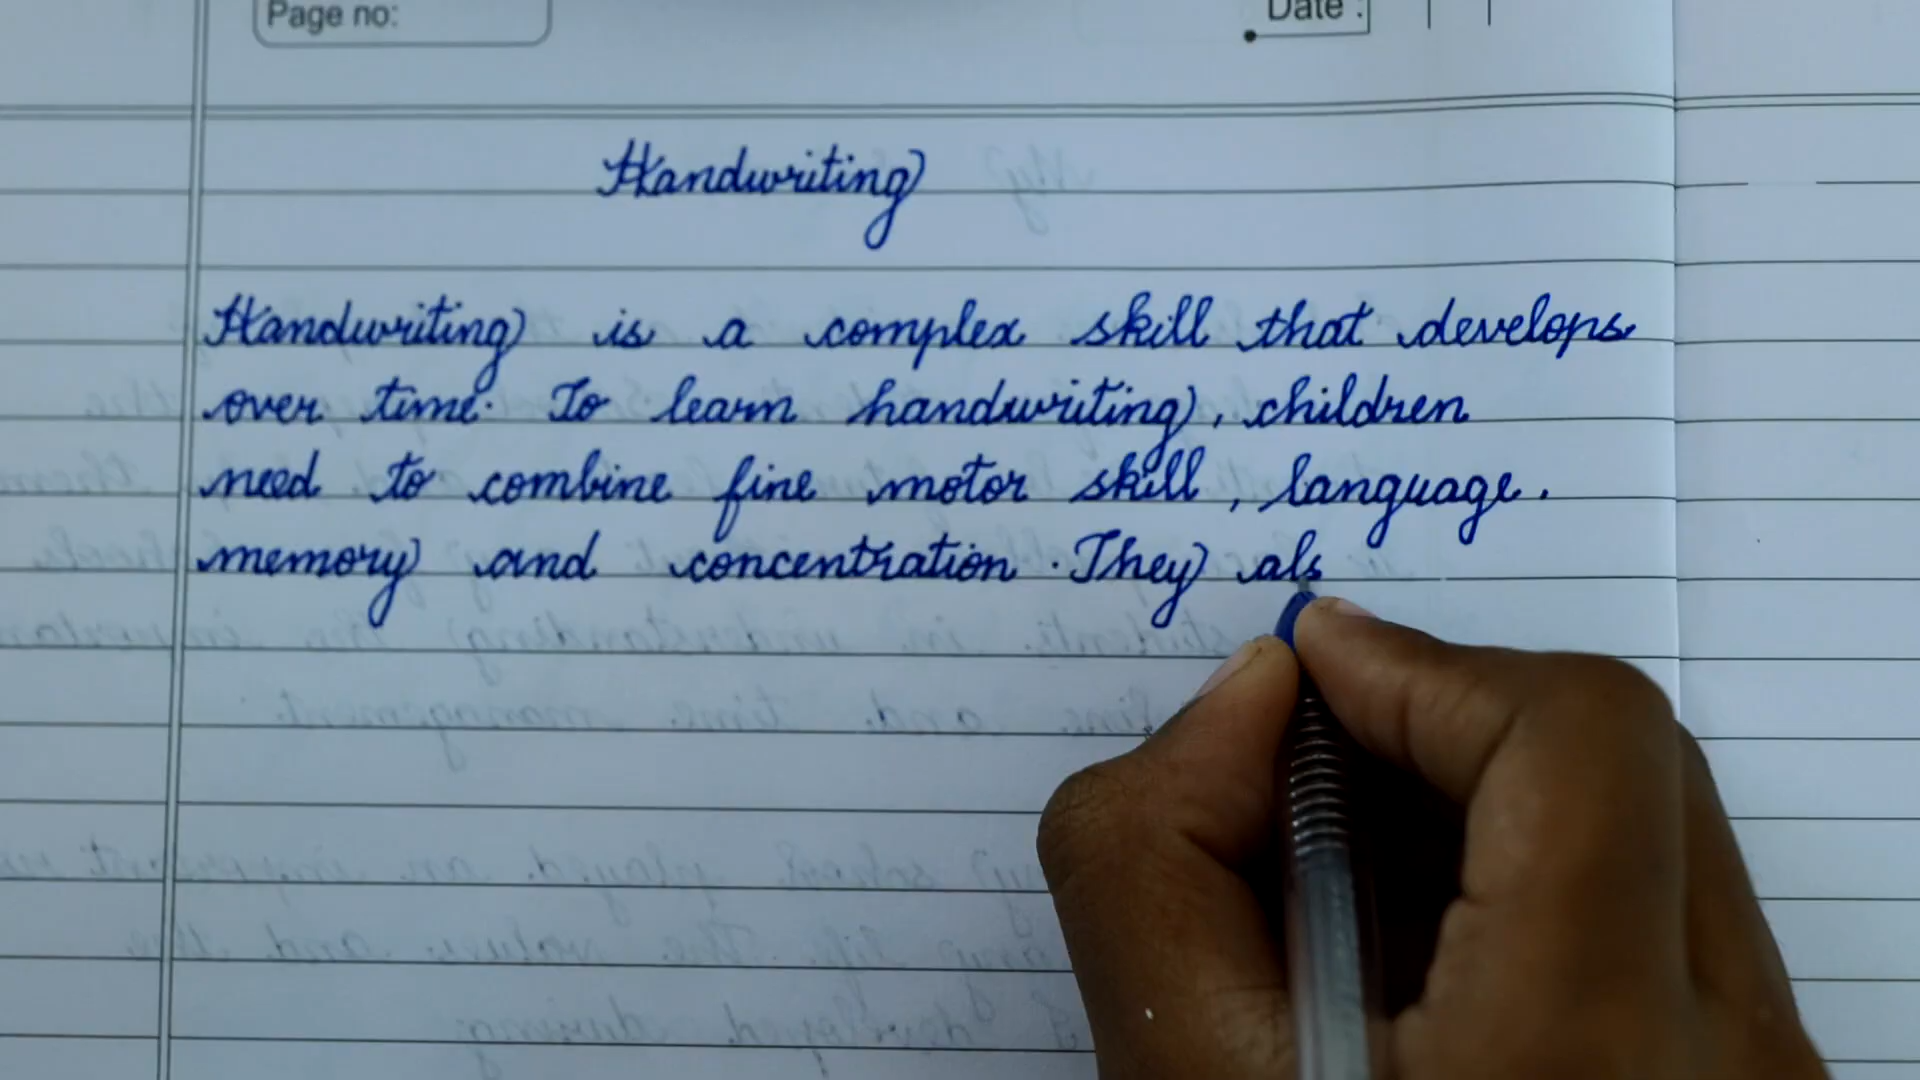 Page no:
Date :
Handwriting
Handwriting is a complex skill that develops
over time. To learn handwriting, children
need to combine fine motor skill, language.
memory and concentration. They als